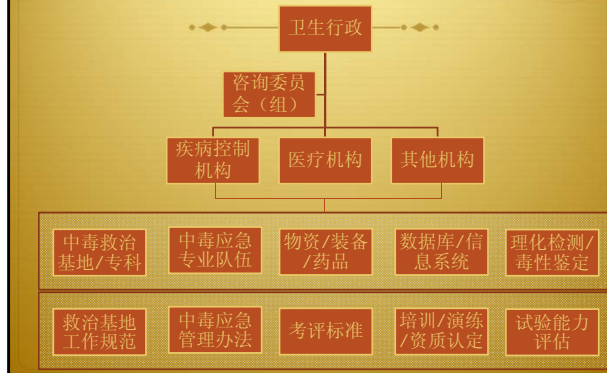 卫生行政
咨询委员
会（组）
疾病控制
机构
医疗机构
其他机构
中毒救治
基地/专科
中毒应急
专业队伍
物资/装备
/药品
数据库/信
息系统
理化检测/
毒性鉴定
救治基地
工作规范
中毒应急
管理办法
考评标准
培训/演练
/资质认定
试验能力
评估